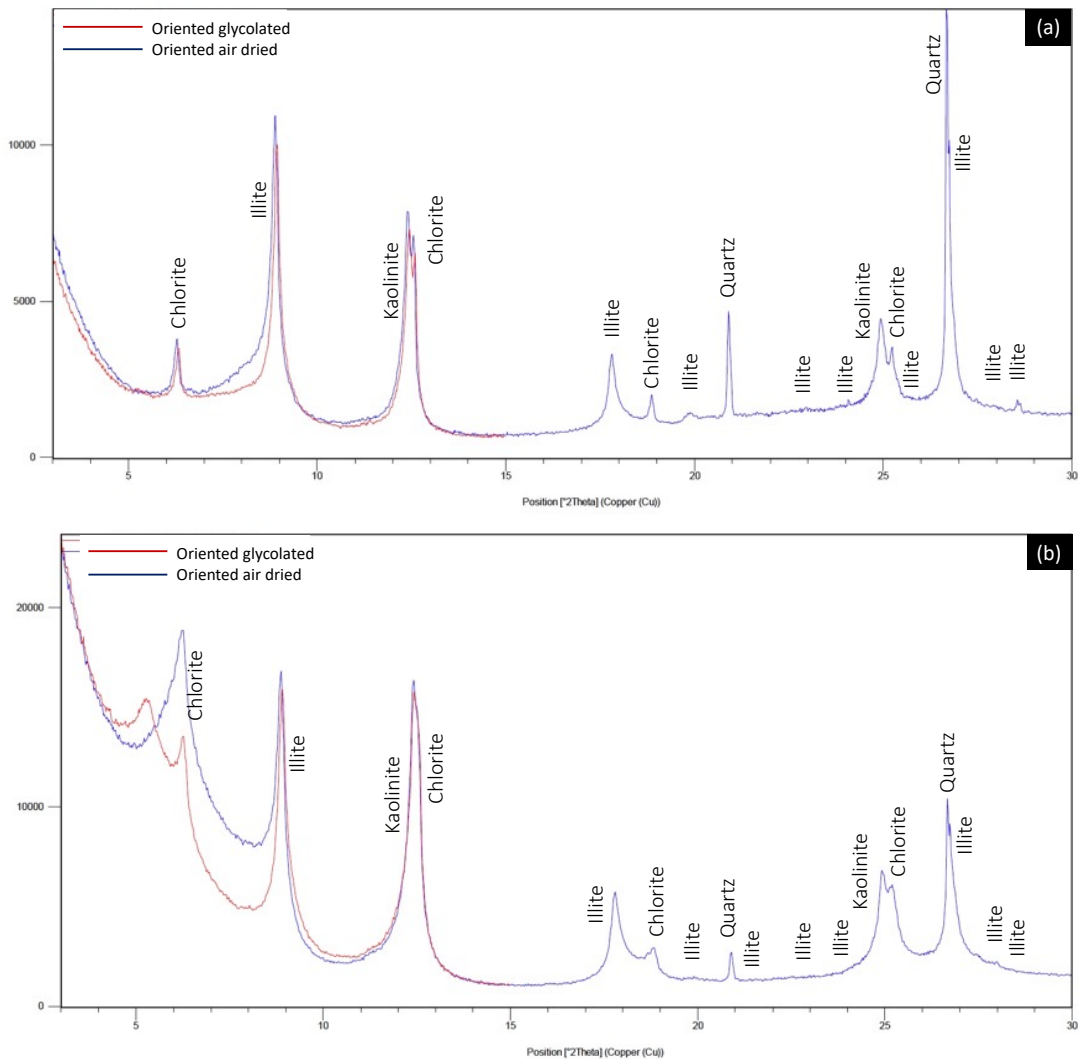 Oriented glycolated
Oriented air dried
(a)
10000
5000
0
Chlorite
Illite
Kaolinite
Chlorite
Illite
Chlorite
Illite
Quartz
Illite
Illite
Kaolinite
Chlorite
Illite
Quartz
Illite
Illite
Illite
5
10
15
20
25
30
Position [°2Theta] (Copper (Cu))
Oriented glycolated
Oriented air dried
(b)
20000
10000
0
Chlorite
Illite
Kaolinite
Chlorite
Illite
Chlorite
Illite
Quartz
Illite
Illite
Illite
Kaolinite
Chlorite
Quartz
Illite
Illite
Illite
5
10
15
20
25
30
Position [°2Theta] (Copper (Cu))